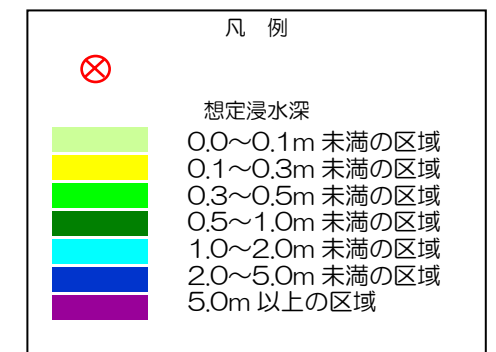 凡　例
想定浸水深
0.0～0.1m 未満の区域
0.1～0.3m 未満の区域
0.3～0.5m 未満の区域
0.5～1.0m 未満の区域
1.0～2.0m 未満の区域
2.0～5.0m 未満の区域
5.0m 以上の区域